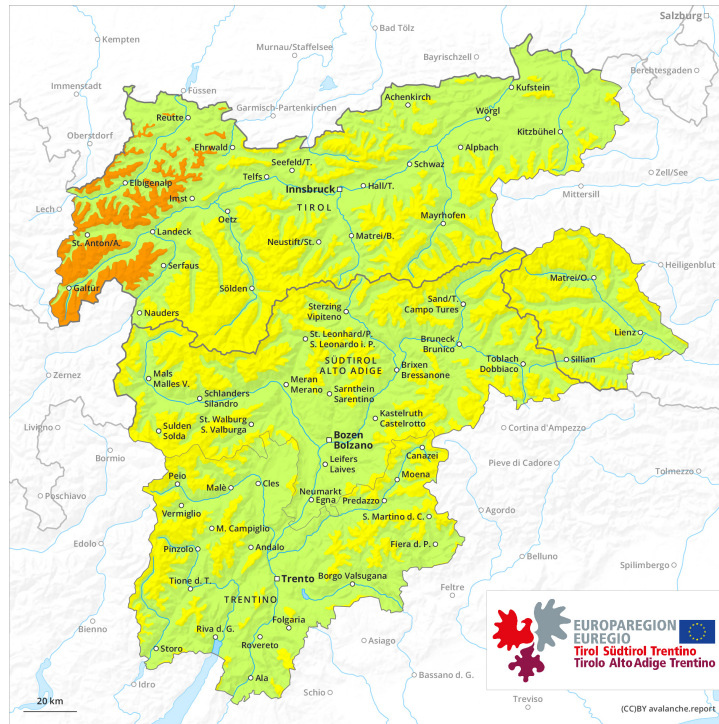 Salzburg
Kempten
Bad Tölz
Murnau/Staffelsee
Bayrischzell
Berchtesgaden
Immenstadt
Füssen
Garmisch-Partenkirchen
Achenkirch
Kufstein
Reutte
Wörgl
Oberstdorf
Ehrwald
Kitzbühel
Alpbach
Seefeld/T.
Schwaz
Telfs
Zell/See
Elbigenalp
Innsbruck
Hall/T.
Mittersill
Imst
TIROL
Lech
Oetz
Mayrhofen
St. Anton/A.
Landeck
Neustift/St.
Matrei/B.
Serfaus
Heiligenblut
Galtür
Sölden
Matrei/O.
Nauders
Sterzing
Vipiteno
Sand/T.
Campo Tures
Lienz
St. Leonhard/P.
S. Leonardo i. P.
Bruneck
Brunico
Zernez
SÜDTIROL
ALTO ADIGE
Toblach
Dobbiaco
Sillian
Mals
Malles V.
Meran
Merano
Brixen
Bressanone
Schlanders
Silandro
Sarnthein
Sarentino
Livigno
St. Walburg
S. Valburga
Kastelruth
Castelrotto
Sulden
Solda
Cortina d'Ampezzo
Bozen
Bolzano
Bormio
Canazei
Pieve di Cadore
Leifers
Laives
Tolmezzo
Moena
Peio
Malè
Cles
Poschiavo
Neumarkt
Egna
Predazzo
Vermiglio
Agordo
S. Martino d. C.
M. Campiglio
Edolo
Fiera d. P.
Pinzolo
Andalo
Belluno
Spilimbergo
Trento
Borgo Valsugana
Tione d. T.
Feltre
TRENTINO
Folgaria
Bienno
Riva d. G.
Asiago
Storo
Rovereto
Bassano d. G.
Idro
Ala
Schio
Treviso
EUROPAREGION
EUREGIO
Tirol Südtirol Trentino
Tirolo Alto Adige Trentino
20 km
(CC)BY avalanche.report